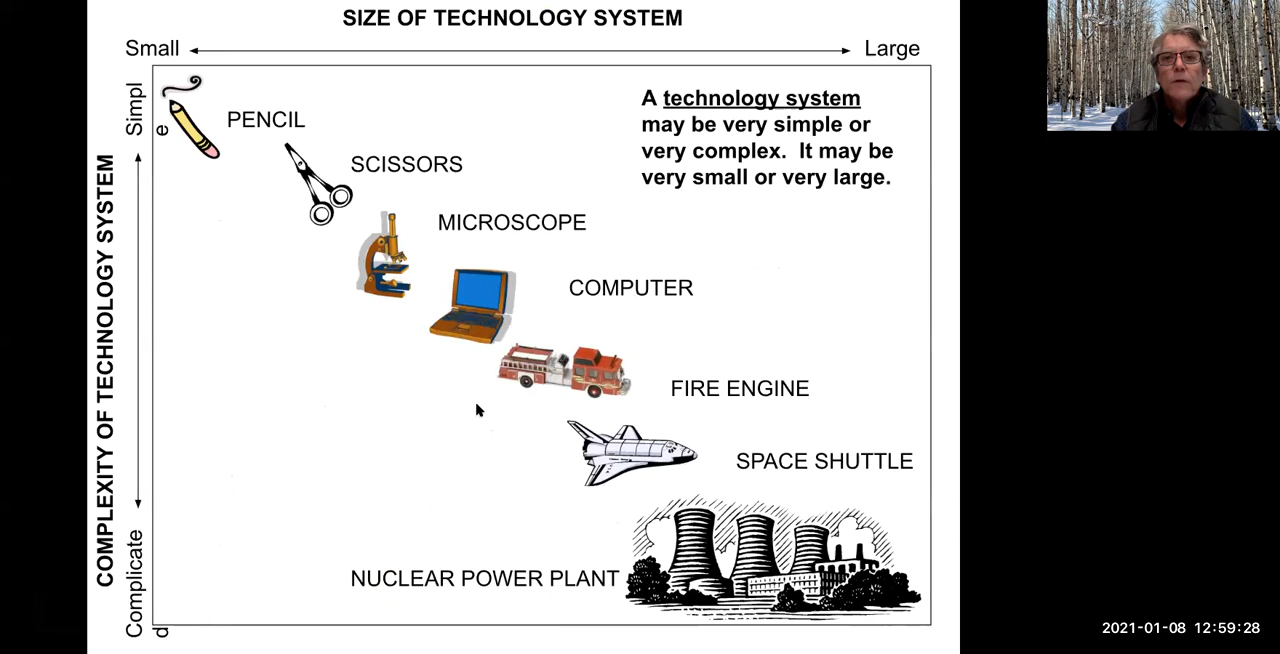 SIZE OF TECHNOLOGY SYSTEM
Small
Large
COMPLEXITY OF TECHNOLOGY SYSTEM
Simpl
e
Complicate
d
A technology system
may be very simple or
very complex. It may be
very small or very large.
PENCIL
SCISSORS
MICROSCOPE
COMPUTER
FIRE ENGINE
SPACE SHUTTLE
NUCLEAR POWER PLANT
2021-01-08 12:59:28